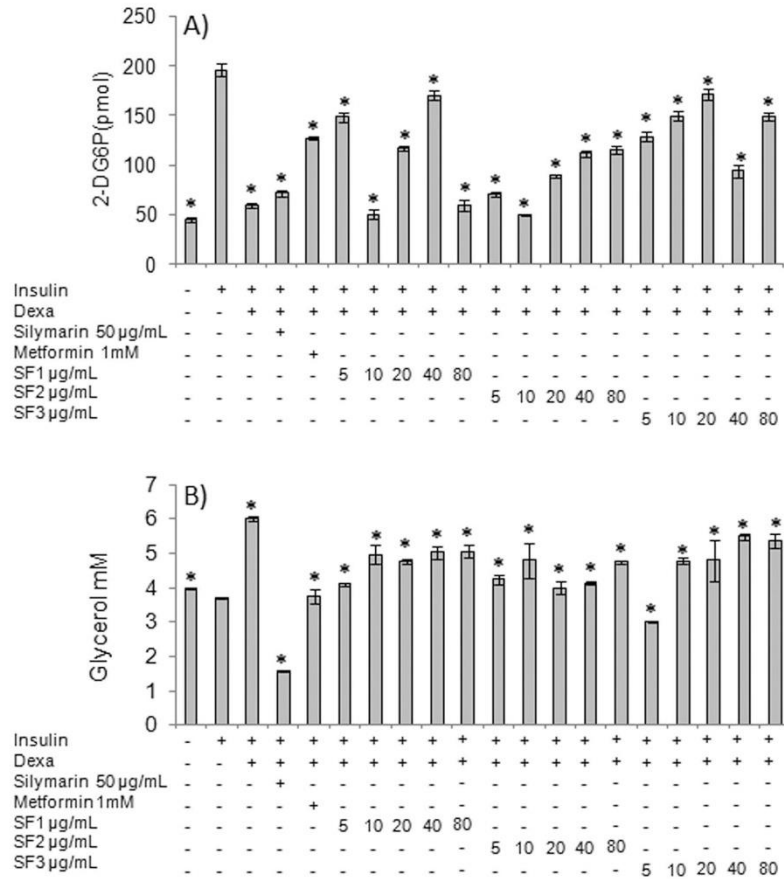 A)
250
200
150
100
50
0
2-DG6P(pmol)
* * * * * * * * * * * * * * * * * * *
Insulin - + + + + + + + + + + + + + + + + + + +
Dexa - - + + + + + + + + + + + + + + + + + +
Silymarin 50 µg/mL - - - + - - - - - - - - - - - - - - - -
Metformin 1mM - - - - + - - - - - - - - - - - - - - -
SF1 µg/mL - - - - - 5 10 20 40 80 - - - - - - - - - -
SF2 µg/mL - - - - - - - - - - 5 10 20 40 80 - - - - -
SF3 µg/mL - - - - - - - - - - - - - - - 5 10 20 40 80
B)
7
6
5
4
3
2
1
0
Glycerol mM
* * * * * * * * * * * * * * * * * * *
Insulin - + + + + + + + + + + + + + + + + + + +
Dexa - - + + + + + + + + + + + + + + + + + +
Silymarin 50 µg/mL - - - + - - - - - - - - - - - - - - - -
Metformin 1mM - - - - + - - - - - - - - - - - - - - -
SF1 µg/mL - - - - - 5 10 20 40 80 - - - - - - - - - -
SF2 µg/mL - - - - - - - - - - 5 10 20 40 80 - - - - -
SF3 µg/mL - - - - - - - - - - - - - - - 5 10 20 40 80